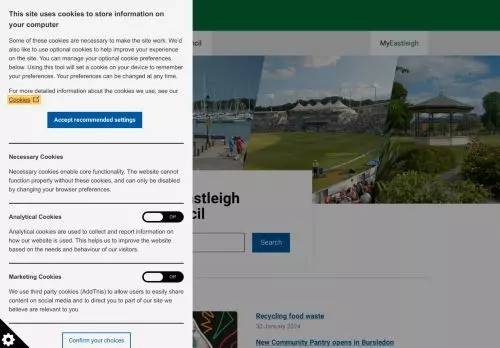 This site uses cookies to store information on
your computer
Some of these cookies are necessary to make the site work. We'd
also like to use optional cookies to help improve your experience
on the site. You can manage your optional cookie preferences
below. Using this tool will set a cookie on your device to remember
your preferences. Your preferences can be changed at any time.
For more detailed information about the cookies we use, see our
Cookies
Accept recommended settings
Necessary Cookies
Necessary cookies enable core functionality. The website cannot
function properly without these cookies, and can only be disabled
by changing your browser preferences.
Analytical Cookies
Off
Analytical cookies are used to collect and report information on
how our website is used. This helps us to improve the website
based on the needs and behaviour of our visitors.
Marketing Cookies
Off
We use third party cookies (AddThis) to allow users to easily share
content on social media and to direct you to part of our site we
believe are relevant to you
Confirm your choices
cil
MyEastleigh
astleigh
cil
Search
Recycling food waste
30 January 2024
New Community Pantry opens in Bursledon